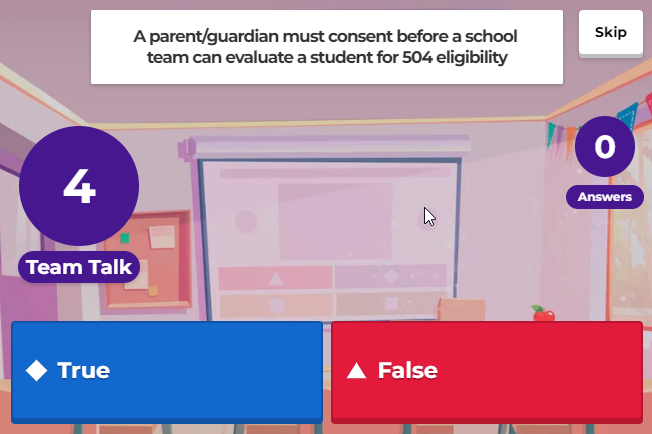 A parent/guardian must consent before a school
team can evaluate a student for 504 eligibility
Skip
4
Team Talk
0
Answers
True
False